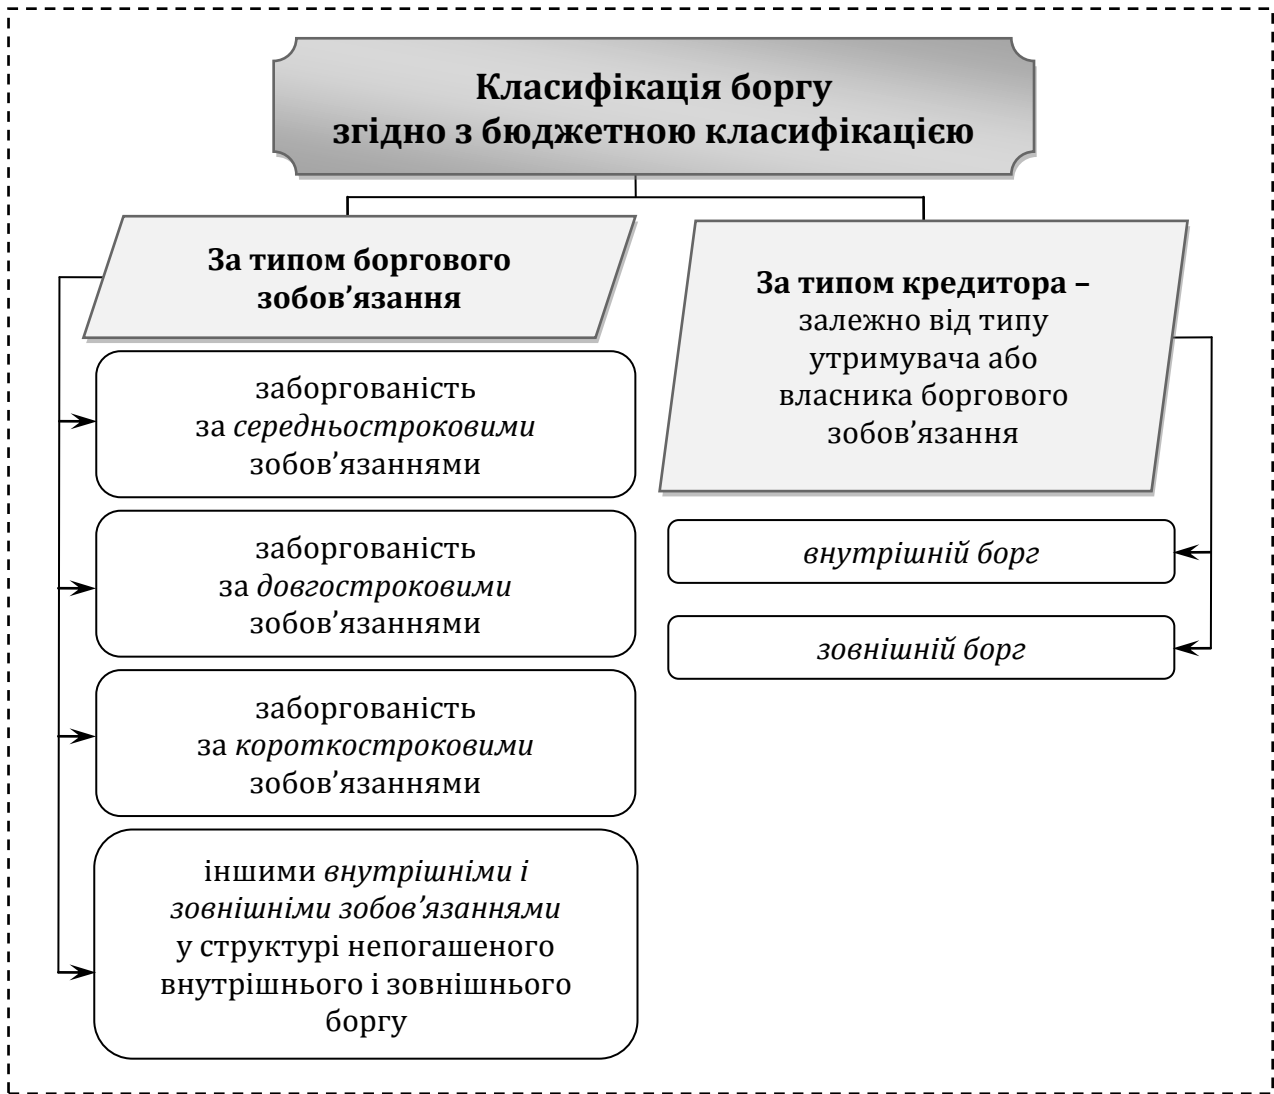 Класифікація боргу
згідно з бюджетною класифікацією
За типом боргового
зобов’язання
заборгованість
за середньостроковими
зобов’язаннями
заборгованість
за довгостроковими
зобов’язаннями
заборгованість
за короткостроковими
зобов’язаннями
іншими внутрішніми і
зовнішніми зобов’язаннями
у структурі непогашеного
внутрішнього і зовнішнього
боргу
За типом кредитора –
залежно від типу
утримувача або
власника боргового
зобов’язання
внутрішній борг
зовнішній борг